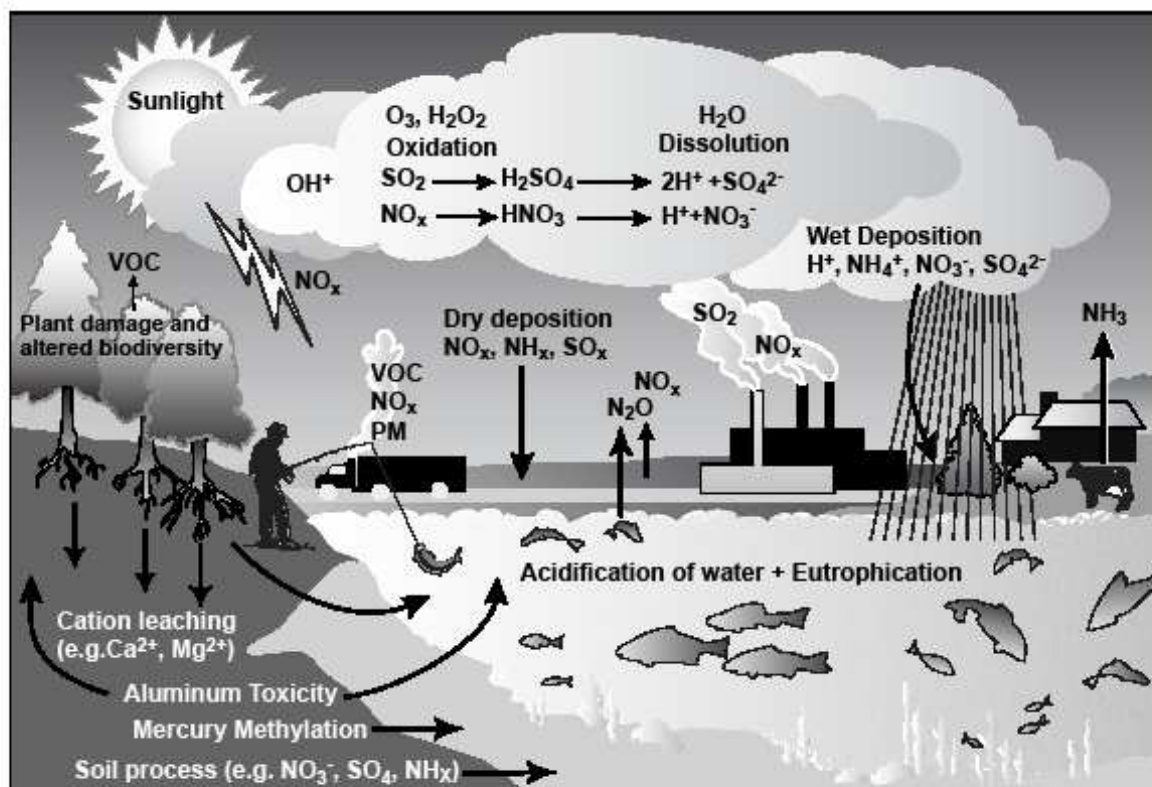 Sunlight
O₃, H₂O₂
Oxidation
H₂O
Dissolution
OH⁺
SO₂ → H₂SO₄ → 2H⁺ +SO₄²⁻
NOₓ → HNO₃ → H⁺+NO₃⁻
Wet Deposition
H⁺, NH₄⁺, NO₃⁻, SO₄²⁻
VOC
NOₓ
Plant damage and
altered biodiversity
Dry deposition
NOₓ, NHₓ, SOₓ
SO₂
NOₓ
NH₃
VOC
NOₓ
PM
NOₓ
N₂O
Acidification of water + Eutrophication
Cation leaching
(e.g.Ca²⁺, Mg²⁺)
Aluminum Toxicity
Mercury Methylation
Soil process (e.g. NO₃⁻, SO₄, NHₓ)